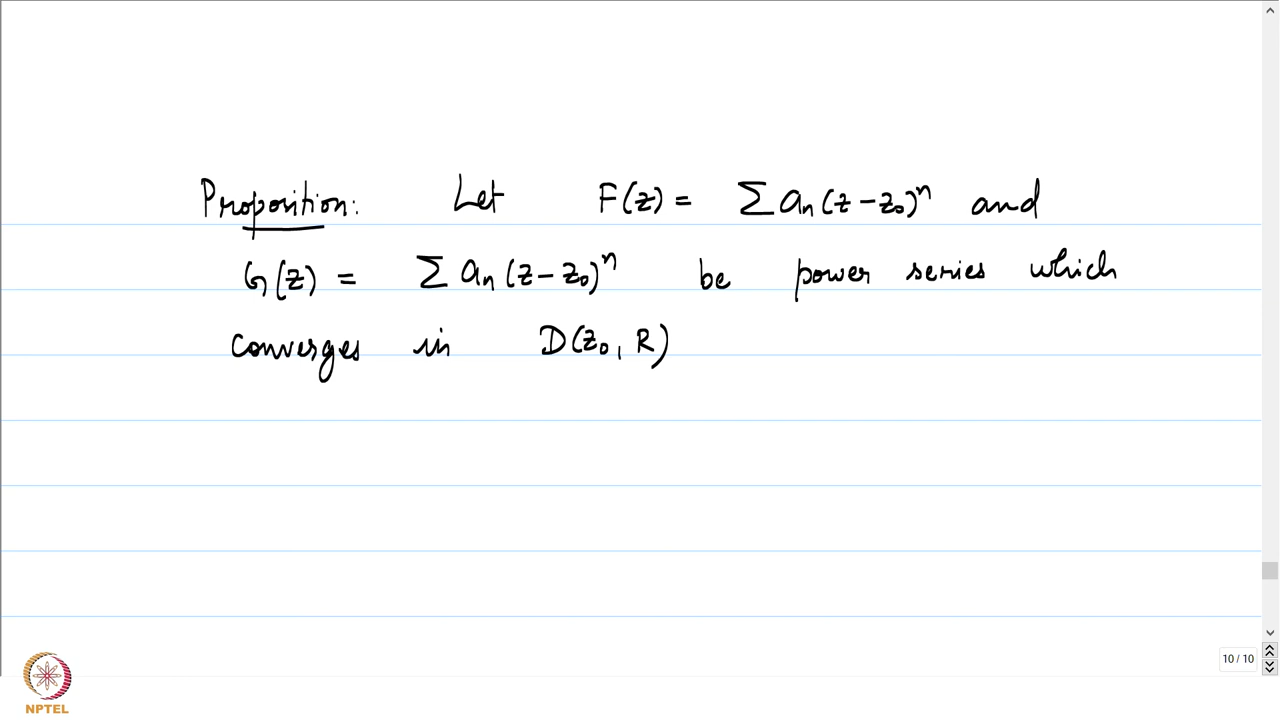 Proposition: Let F(z) = Σ aₙ(z-z₀)ⁿ and
G(z) = Σ aₙ(z-z₀)ⁿ be power series which
converges in D(z₀, R)
10 / 10
NPTEL